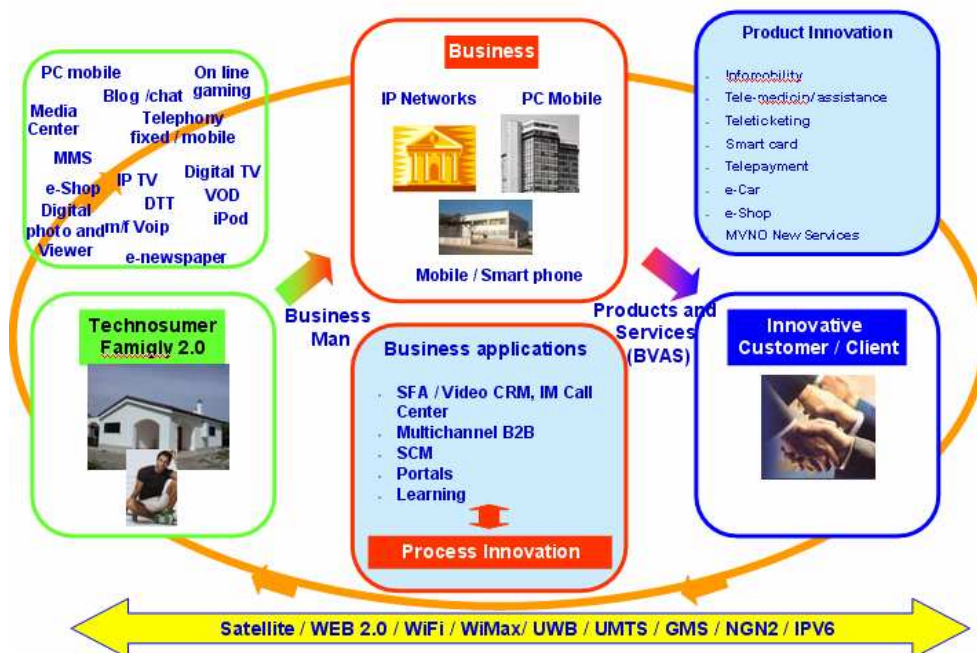 PC mobile
On line
gaming
Blog /chat
Media
Center
Telephony
fixed / mobile
MMS
Digital TV
IP TV
e-Shop
VOD
DTT
Digital
photo and
Viewer
iPod
m/f Voip
e-newspaper
Technosumer
Famigly 2.0
Business
Man
Business
IP Networks
PC Mobile
Mobile / Smart phone
Business applications
SFA / Video CRM, IM Call
Center
Multichannel B2B
SCM
Portals
Learning
Process Innovation
Products and
Services
(BVAS)
Product Innovation
Infomobility
Tele-medicin/assistance
Teleticketing
Smart card
Telepayment
e-Car
e-Shop
MVNO New Services
Innovative
Customer / Client
Satellite / WEB 2.0 / WiFi / WiMax/ UWB / UMTS / GMS / NGN2 / IPV6